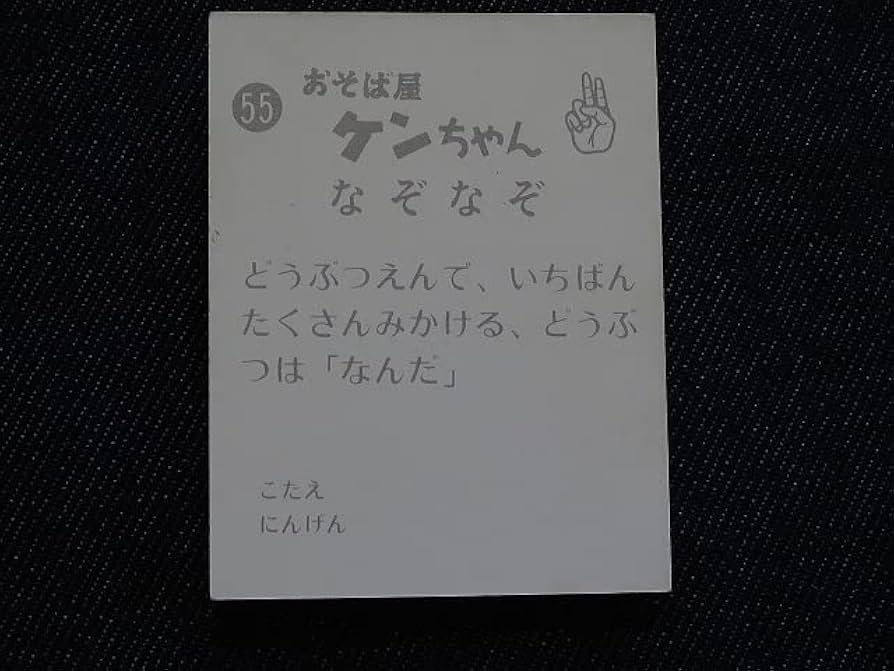 55
おそば屋
ケンちゃん
なぞなぞ
どうぶつえんで、いちばん
たくさんみかける、どうぶ
つは「なんだ」
こたえ
にんげん